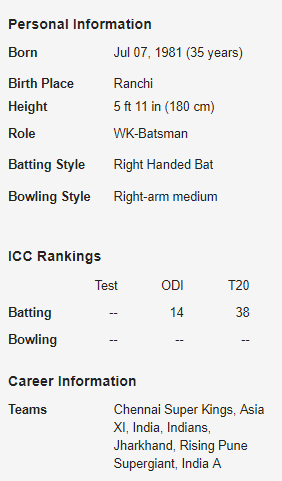 Personal Information
Born Jul 07, 1981 (35 years)
Birth Place Ranchi
Height 5 ft 11 in (180 cm)
Role WK-Batsman
Batting Style Right Handed Bat
Bowling Style Right-arm medium
ICC Rankings
Test ODI T20
Batting -- 14 38
Bowling -- -- --
Career Information
Teams Chennai Super Kings, Asia
XI, India, Indians,
Jharkhand, Rising Pune
Supergiant, India A